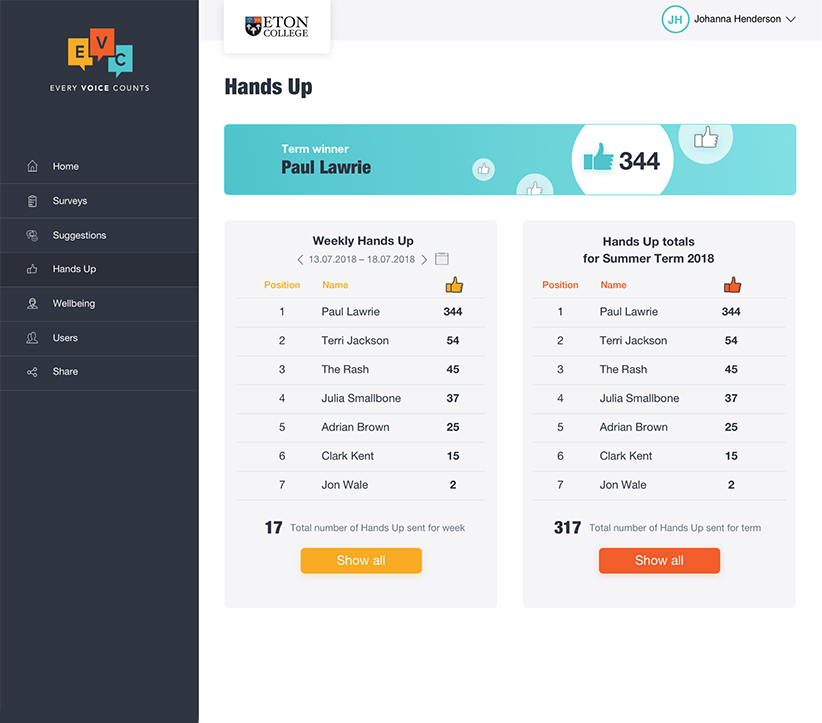 E V C
EVERY VOICE COUNTS
Home
Surveys
Suggestions
Hands Up
Wellbeing
Users
Share
ETON
COLLEGE
JH Johanna Henderson
Hands Up
Term winner
Paul Lawrie
344
Weekly Hands Up
13.07.2018 – 18.07.2018
Position Name
1 Paul Lawrie 344
2 Terri Jackson 54
3 The Rash 45
4 Julia Smallbone 37
5 Adrian Brown 25
6 Clark Kent 15
7 Jon Wale 2
17 Total number of Hands Up sent for week
Show all
Hands Up totals
for Summer Term 2018
Position Name
1 Paul Lawrie 344
2 Terri Jackson 54
3 The Rash 45
4 Julia Smallbone 37
5 Adrian Brown 25
6 Clark Kent 15
7 Jon Wale 2
317 Total number of Hands Up sent for term
Show all